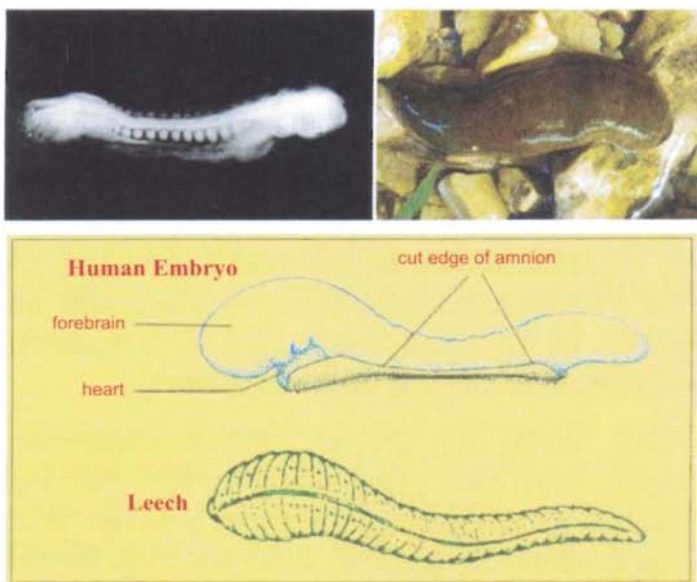 Human Embryo
cut edge of amnion
forebrain
heart
Leech